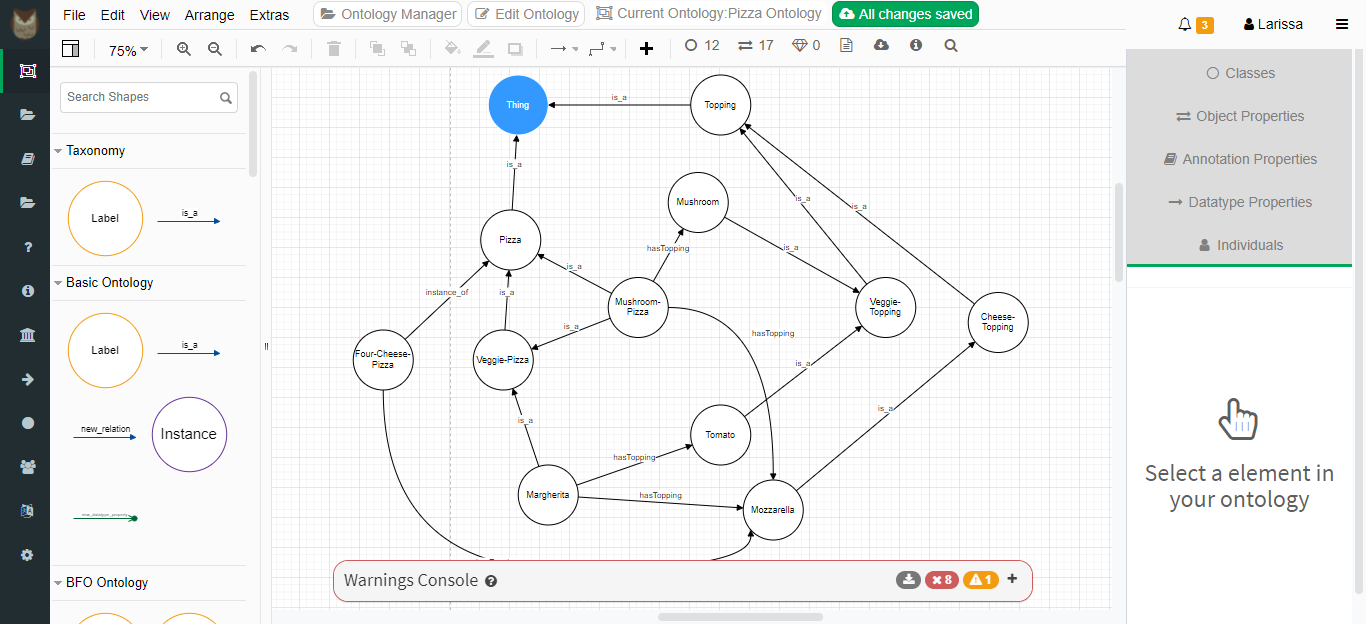 File Edit View Arrange Extras Ontology Manager Edit Ontology Current Ontology:Pizza Ontology All changes saved 3 Larissa
75% 12 17 0
Search Shapes
Taxonomy
Label is_a
Basic Ontology
Label is_a
new_relation Instance
new_datatype_property
BFO Ontology
Thing is_a Topping
is_a
Mushroom
is_a is_a
Pizza hasTopping is_a
is_a
instance_of is_a
Mushroom-
Pizza
Veggie-
Topping
Cheese-
Topping
is_a hasTopping
Four-Cheese-
Pizza
Veggie-Pizza
is_a
is_a
is_a
Tomato
hasTopping
Margherita hasTopping Mozzarella
Warnings Console ? 8 1 +
Classes
Object Properties
Annotation Properties
Datatype Properties
Individuals
Select a element in
your ontology